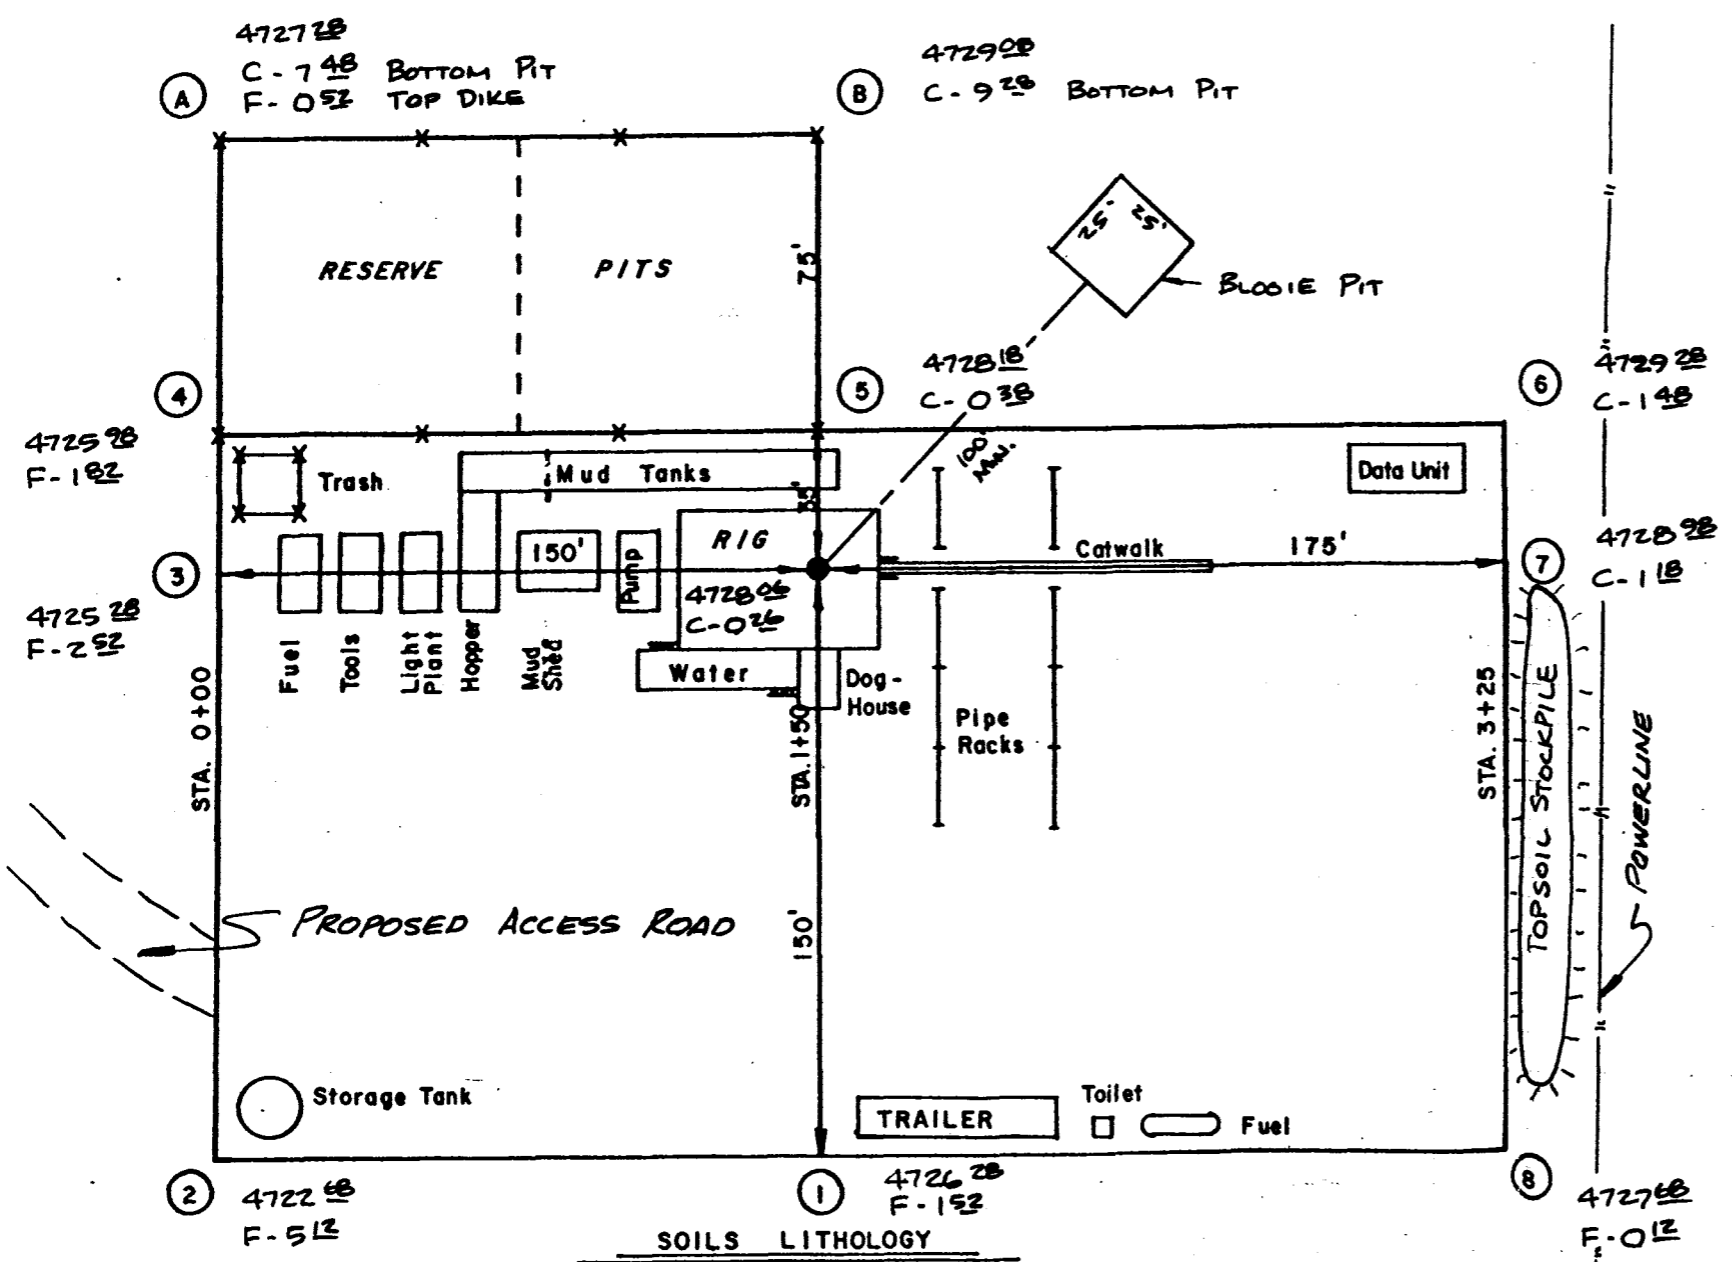 4727 28
C-7 48 BOTTOM PIT
F-0 52 TOP DIKE
A
B
4729 08
C-9 28 BOTTOM PIT
RESERVE PITS
75'
25' 25'
BLOOIE PIT
4
5
4728 18
C-0 38
6
4729 28
C-1 48
4725 98
F-1 82
Trash
Mud Tanks
35'
100'
MIN.
Data Unit
3
150'
Pump
RIG
Catwalk
175'
7
4728 98
C-1 18
4725 28
F-2 52
4728 06
C-0 26
Fuel
Tools
Light
Plant
Hopper
Mud
Shed
Water
Dog-
House
Pipe
Racks
STA. 0+00
STA. 1+50
STA. 3+25
TOPSOIL STOCKPILE
POWERLINE
PROPOSED ACCESS ROAD
150'
Storage Tank
TRAILER
Toilet
Fuel
2
4722 68
F-5 12
1
4726 28
F-1 52
8
4727 68
F-0 12
SOILS LITHOLOGY